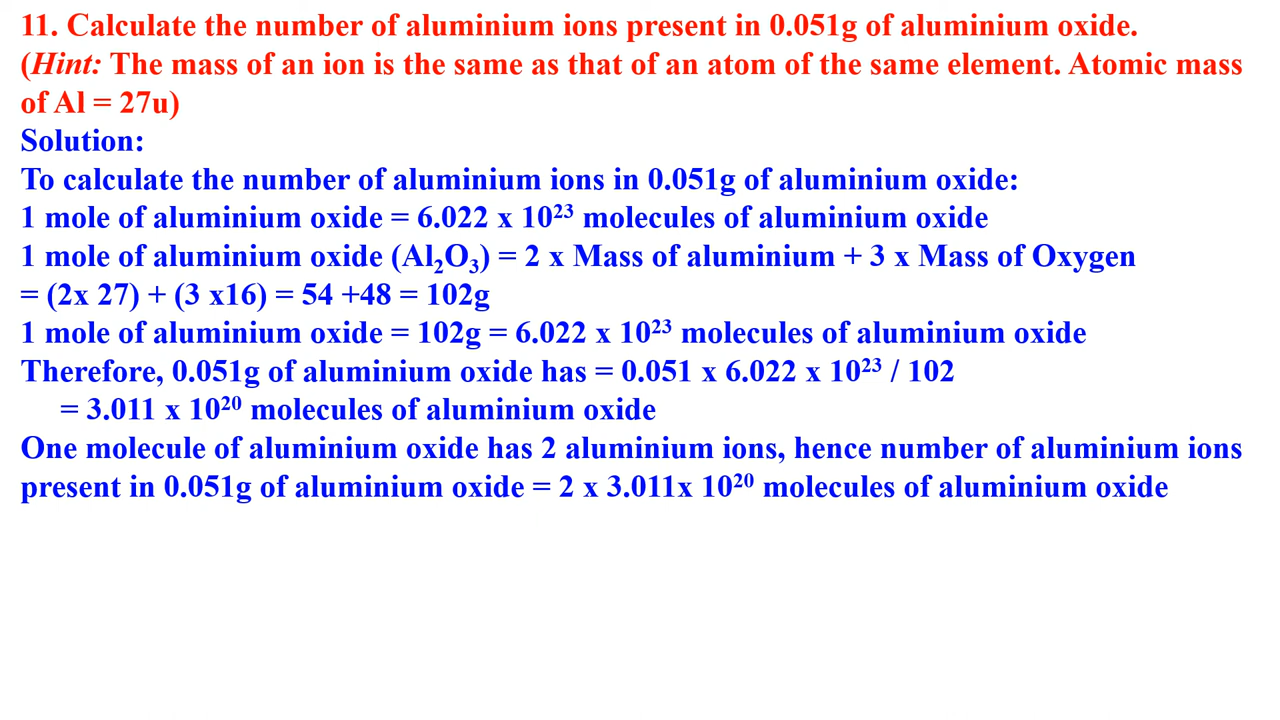 11. Calculate the number of aluminium ions present in 0.051g of aluminium oxide.
(Hint: The mass of an ion is the same as that of an atom of the same element. Atomic mass
of Al = 27u)
Solution:
To calculate the number of aluminium ions in 0.051g of aluminium oxide:
1 mole of aluminium oxide = 6.022 x 10²³ molecules of aluminium oxide
1 mole of aluminium oxide (Al₂O₃) = 2 x Mass of aluminium + 3 x Mass of Oxygen
= (2x 27) + (3 x16) = 54 +48 = 102g
1 mole of aluminium oxide = 102g = 6.022 x 10²³ molecules of aluminium oxide
Therefore, 0.051g of aluminium oxide has = 0.051 x 6.022 x 10²³ / 102
= 3.011 x 10²⁰ molecules of aluminium oxide
One molecule of aluminium oxide has 2 aluminium ions, hence number of aluminium ions
present in 0.051g of aluminium oxide = 2 x 3.011x 10²⁰ molecules of aluminium oxide